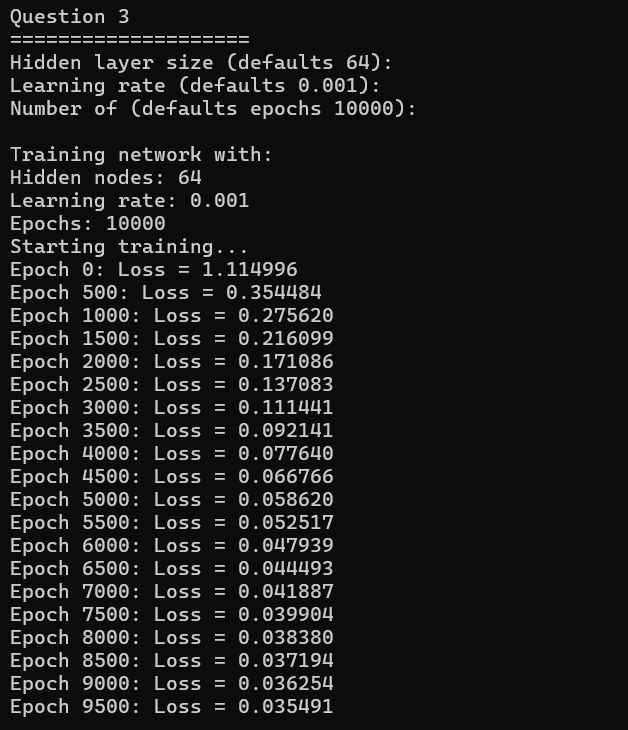 Question 3
====================
Hidden layer size (defaults 64):
Learning rate (defaults 0.001):
Number of (defaults epochs 10000):
Training network with:
Hidden nodes: 64
Learning rate: 0.001
Epochs: 10000
Starting training...
Epoch 0: Loss = 1.114996
Epoch 500: Loss = 0.354484
Epoch 1000: Loss = 0.275620
Epoch 1500: Loss = 0.216099
Epoch 2000: Loss = 0.171086
Epoch 2500: Loss = 0.137083
Epoch 3000: Loss = 0.111441
Epoch 3500: Loss = 0.092141
Epoch 4000: Loss = 0.077640
Epoch 4500: Loss = 0.066766
Epoch 5000: Loss = 0.058620
Epoch 5500: Loss = 0.052517
Epoch 6000: Loss = 0.047939
Epoch 6500: Loss = 0.044493
Epoch 7000: Loss = 0.041887
Epoch 7500: Loss = 0.039904
Epoch 8000: Loss = 0.038380
Epoch 8500: Loss = 0.037194
Epoch 9000: Loss = 0.036254
Epoch 9500: Loss = 0.035491